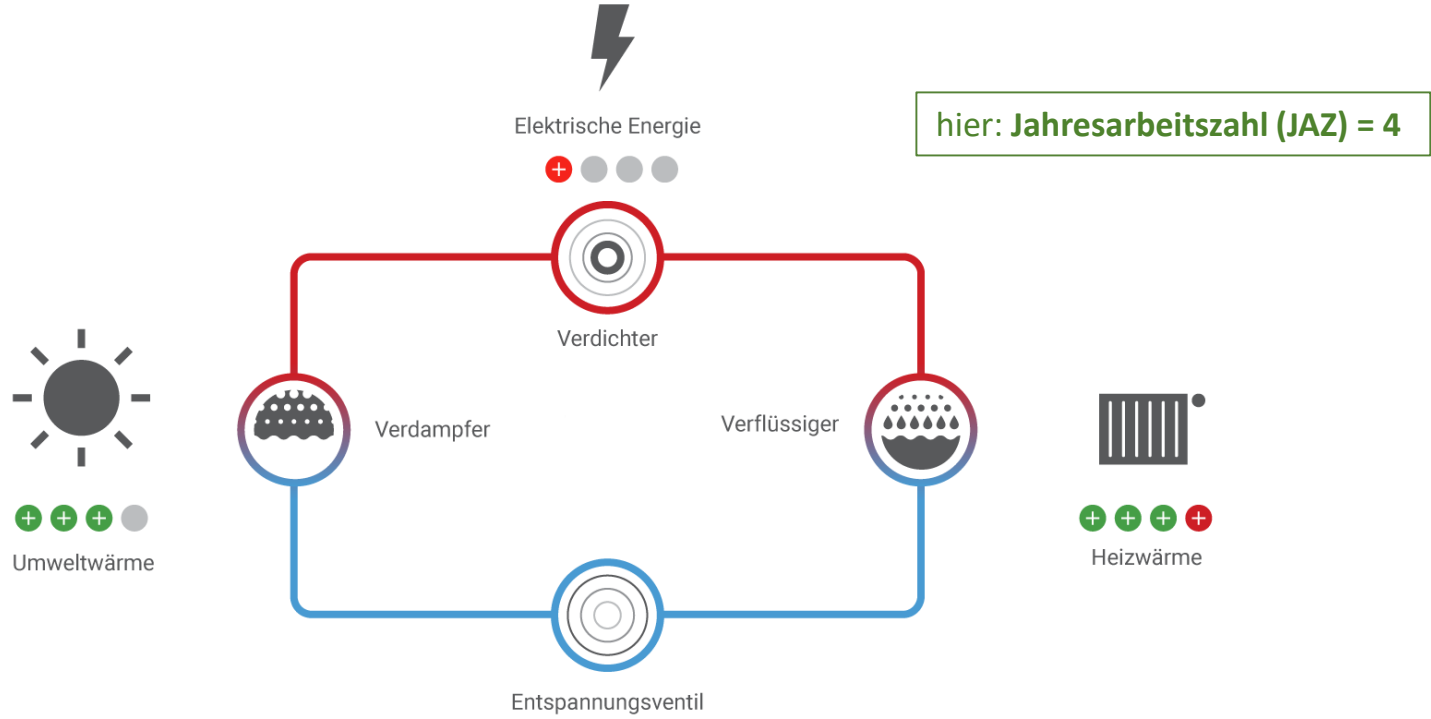 Elektrische Energie
hier: Jahresarbeitszahl (JAZ) = 4
Verdichter
Verdampfer
Verflüssiger
Umweltwärme
Heizwärme
Entspannungsventil